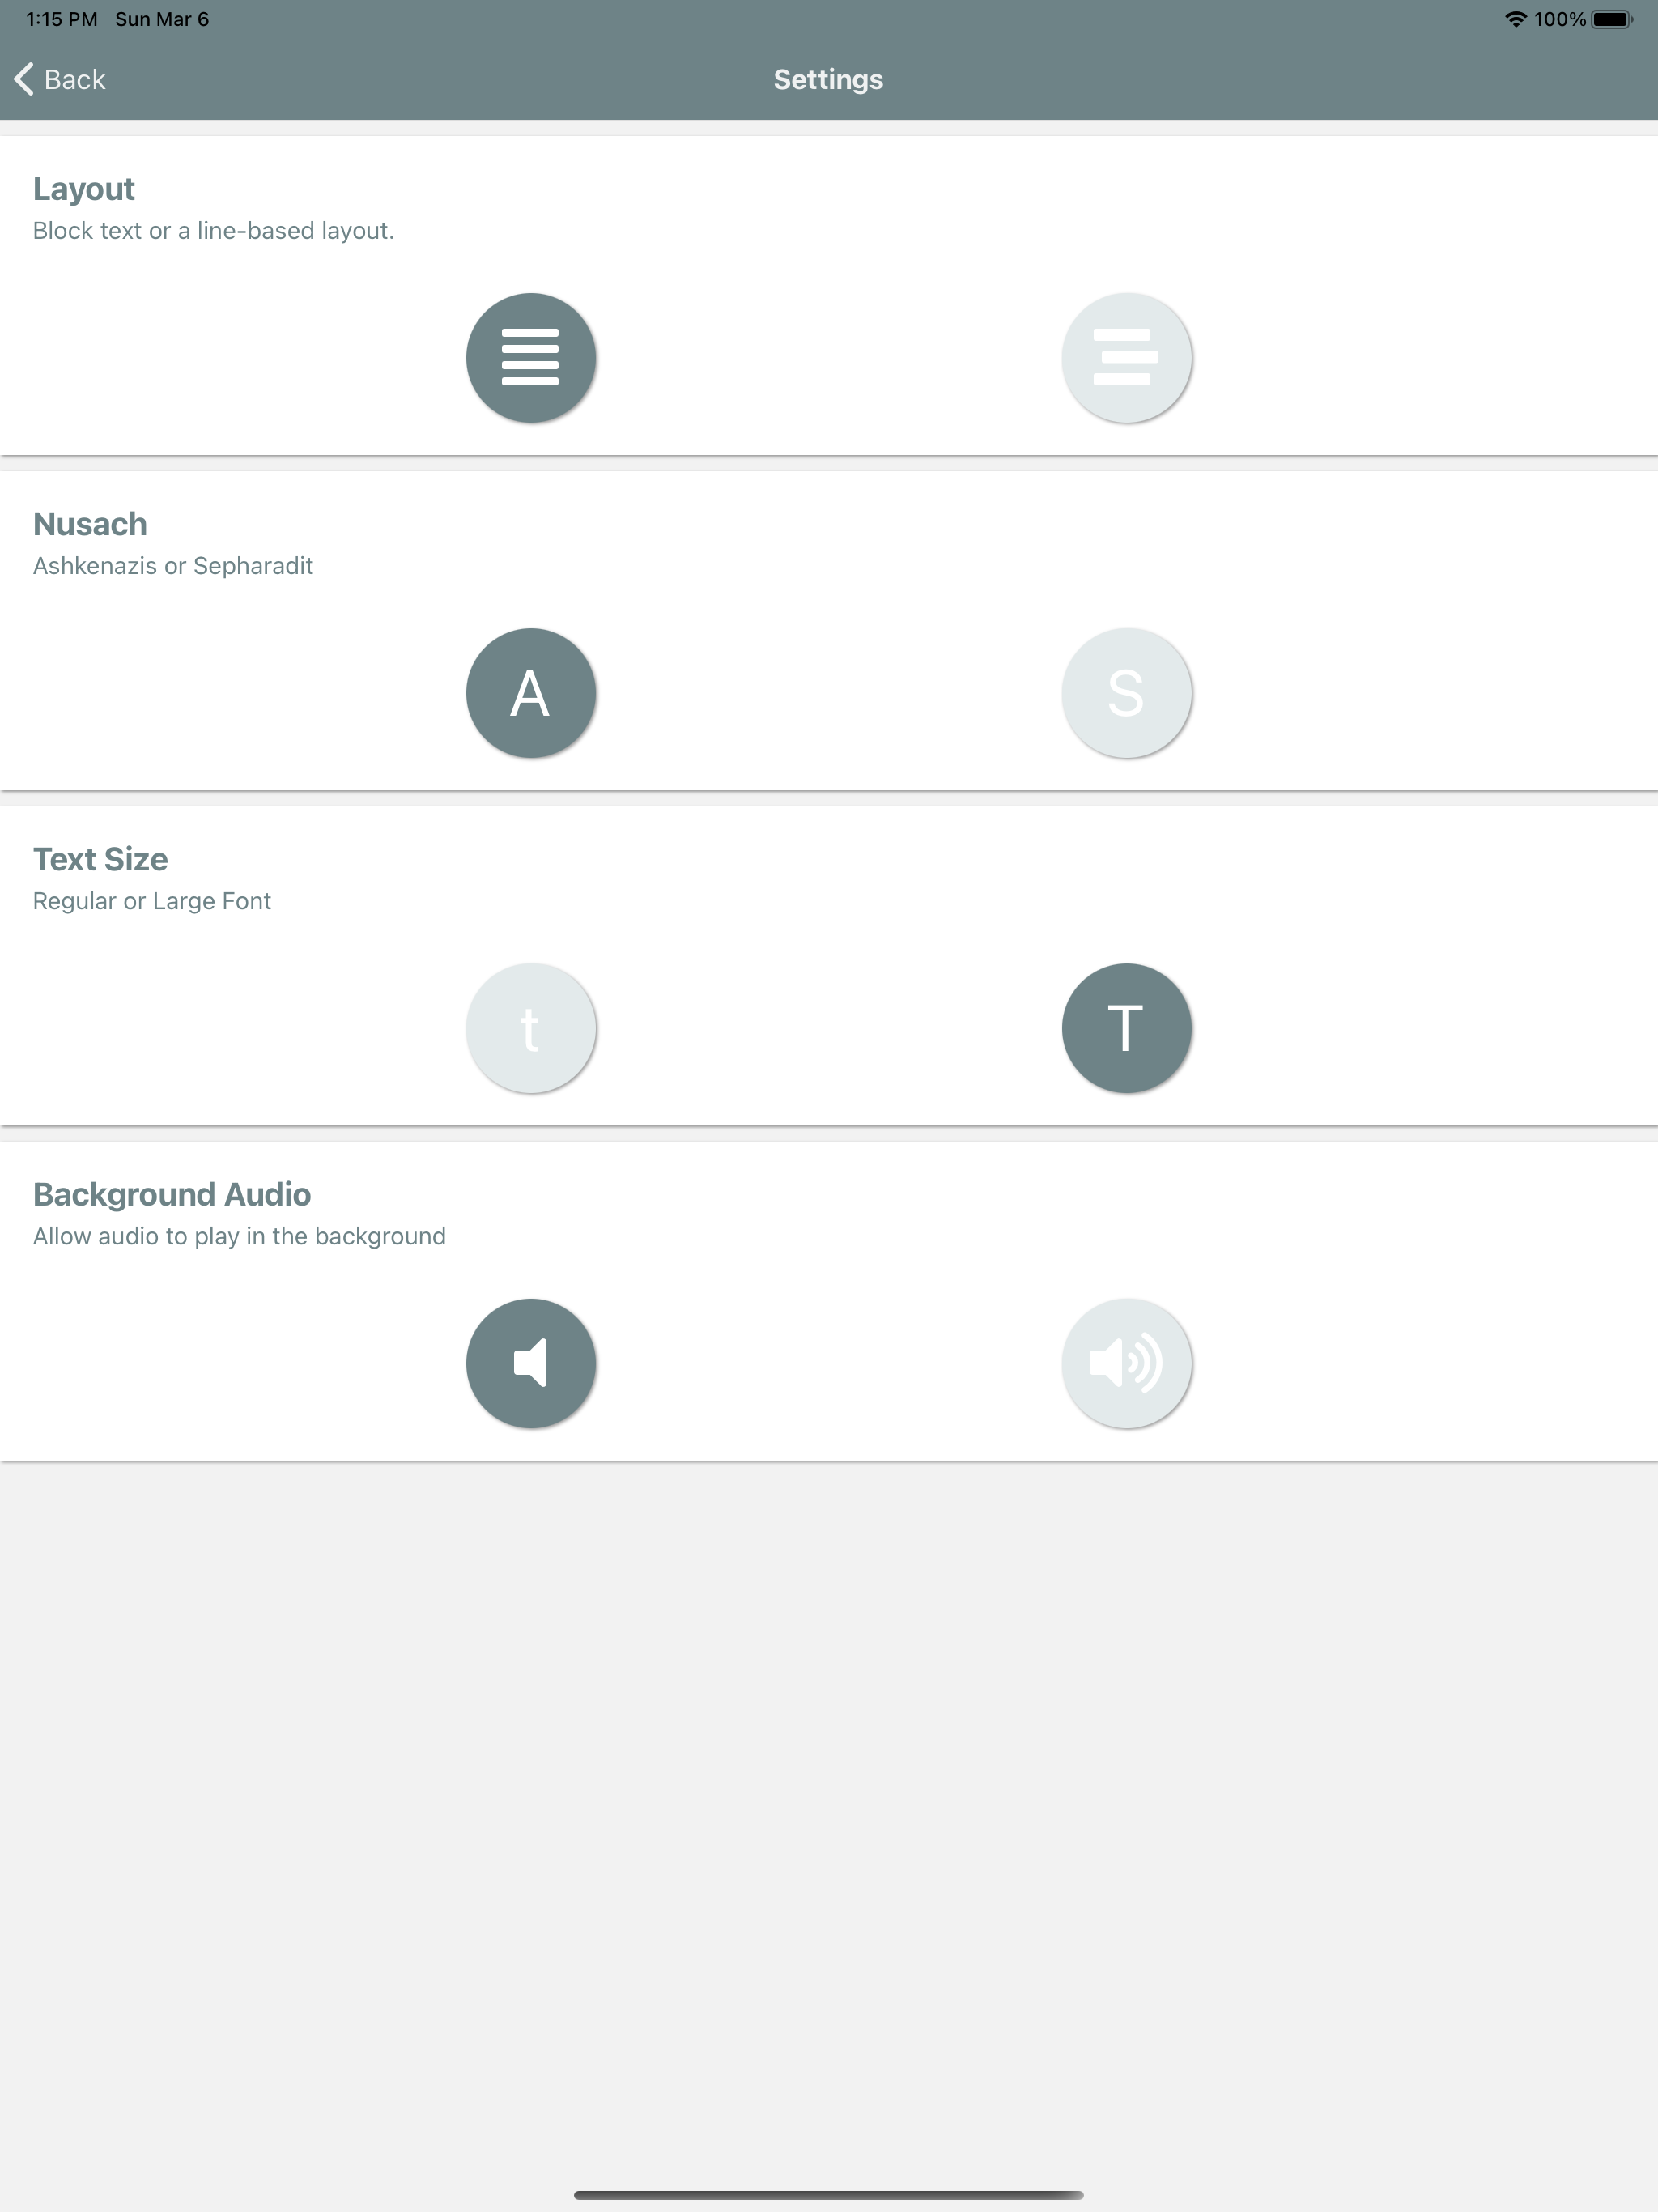 1:15 PM Sun Mar 6 100%
Back Settings
Layout
Block text or a line-based layout.
Nusach
Ashkenazis or Sepharadit
A S
Text Size
Regular or Large Font
t T
Background Audio
Allow audio to play in the background